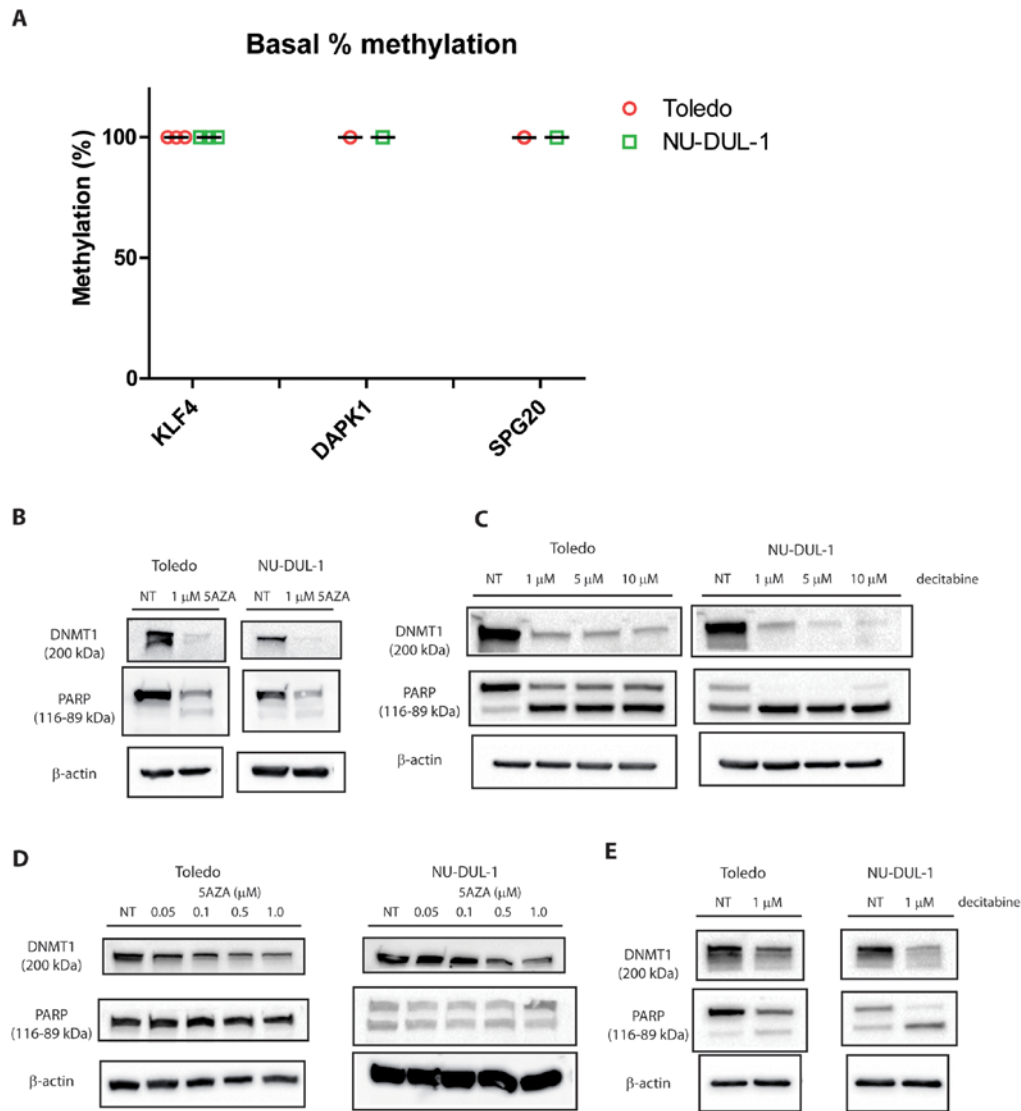 A
Basal % methylation
Methylation (%)
100
50
0
KLF4
DAPK1
SPG20
Toledo
NU-DUL-1
B
Toledo
NU-DUL-1
NT 1 µM 5AZA
NT 1 µM 5AZA
DNMT1
(200 kDa)
PARP
(116-89 kDa)
β-actin
C
Toledo
NU-DUL-1
NT 1 µM 5 µM 10 µM
NT 1 µM 5 µM 10 µM
decitabine
DNMT1
(200 kDa)
PARP
(116-89 kDa)
β-actin
D
Toledo
NU-DUL-1
5AZA (µM)
5AZA (µM)
NT 0.05 0.1 0.5 1.0
NT 0.05 0.1 0.5 1.0
DNMT1
(200 kDa)
PARP
(116-89 kDa)
β-actin
E
Toledo
NU-DUL-1
NT 1 µM
NT 1 µM
decitabine
DNMT1
(200 kDa)
PARP
(116-89 kDa)
β-actin